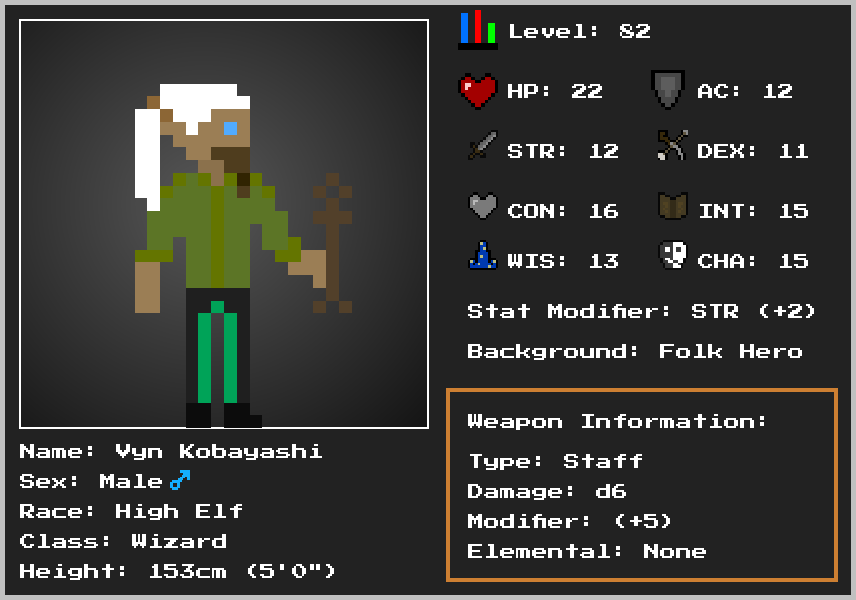 Level: 82
HP: 22
AC: 12
STR: 12
DEX: 11
CON: 16
INT: 15
WIS: 13
CHA: 15
Stat Modifier: STR (+2)
Background: Folk Hero
Weapon Information:
Type: Staff
Damage: d6
Modifier: (+5)
Elemental: None
Name: Vyn Kobayashi
Sex: Male ♂
Race: High Elf
Class: Wizard
Height: 153cm (5'0")